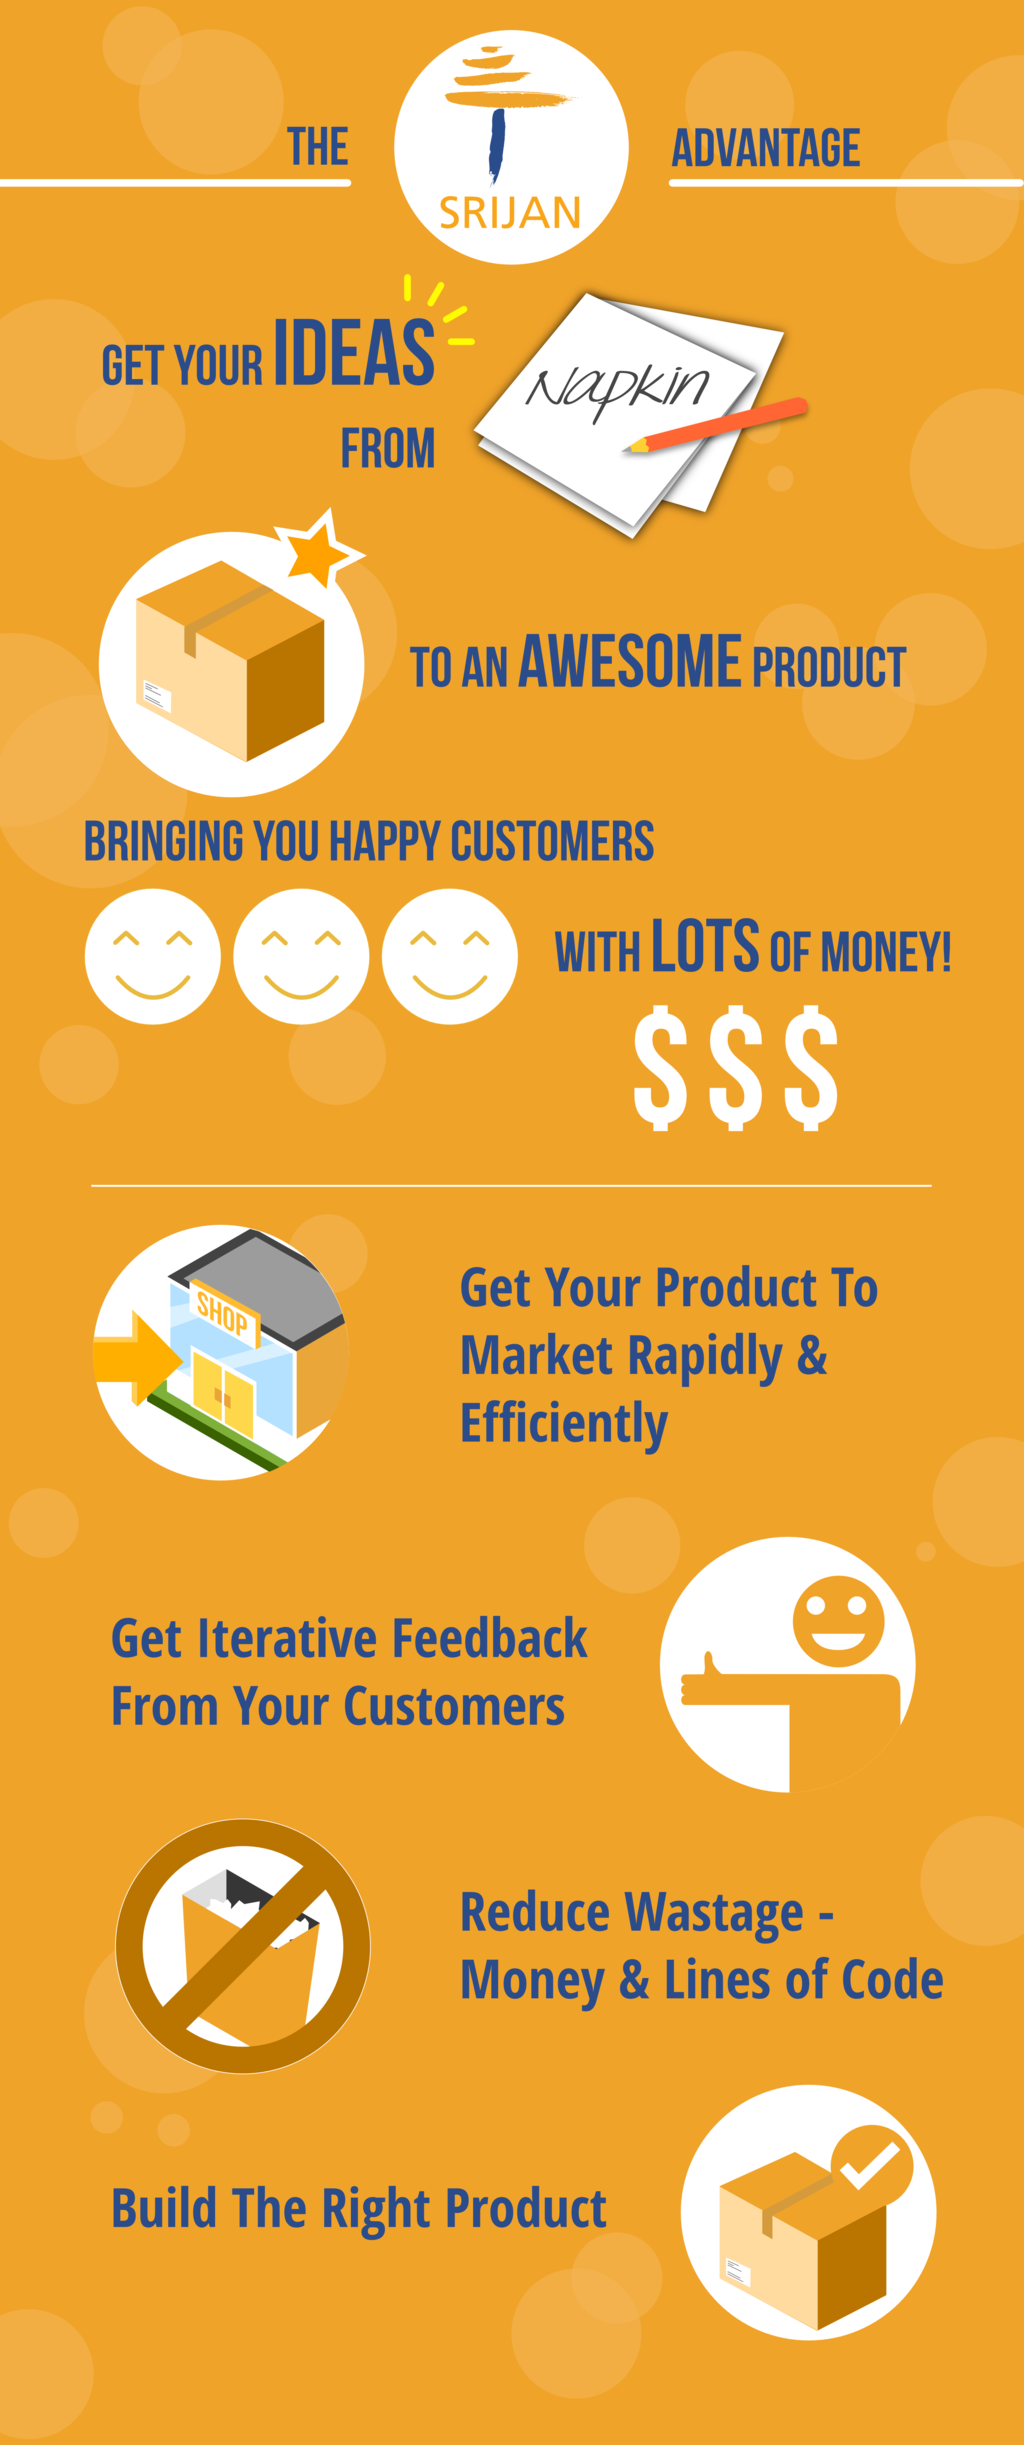 THE
SRIJAN
ADVANTAGE
GET YOUR IDEAS
FROM
Napkin
TO AN AWESOME PRODUCT
BRINGING YOU HAPPY CUSTOMERS
WITH LOTS OF MONEY!
$$$
SHOP
Get Your Product To
Market Rapidly &
Efficiently
Get Iterative Feedback
From Your Customers
Reduce Wastage -
Money & Lines of Code
Build The Right Product